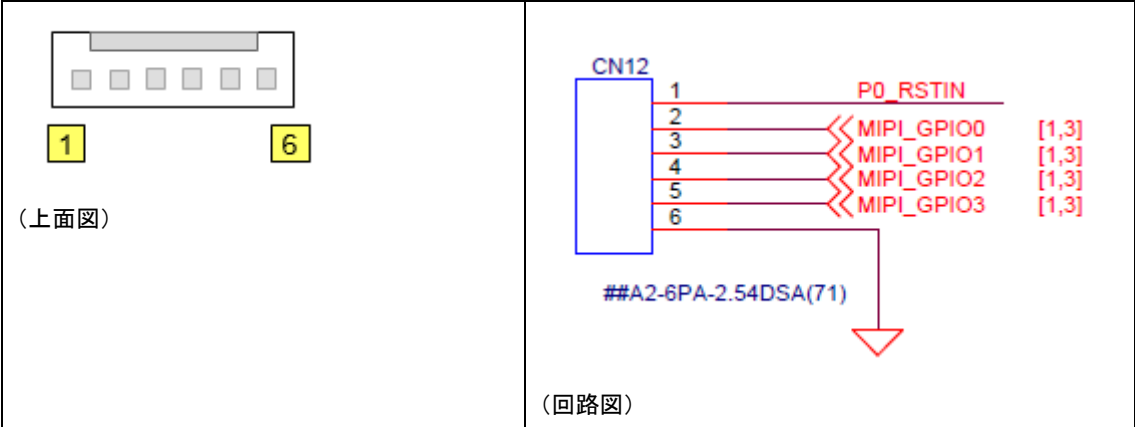 1
6
（上面図）
CN12
1 P0_RSTIN
2 MIPI_GPIO0 [1,3]
3 MIPI_GPIO1 [1,3]
4 MIPI_GPIO2 [1,3]
5 MIPI_GPIO3 [1,3]
6
##A2-6PA-2.54DSA(71)
（回路図）